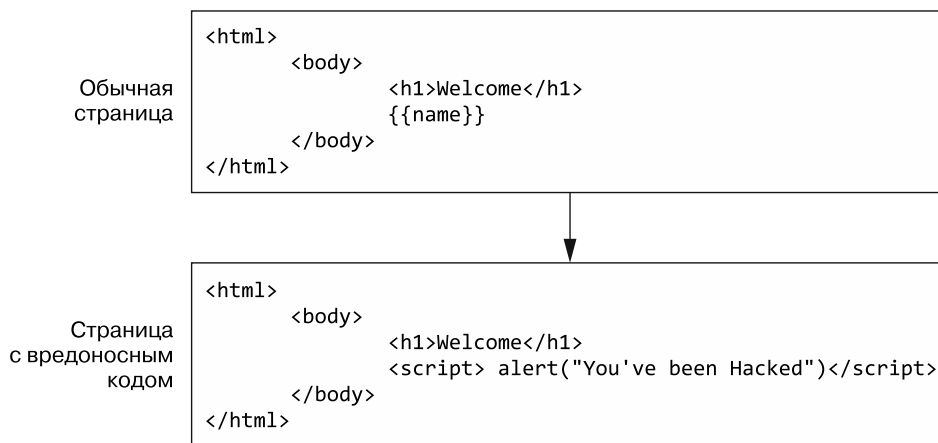 Обычная
страница
<html>
<body>
<h1>Welcome</h1>
{{name}}
</body>
</html>
Страница
с вредоносным
кодом
<html>
<body>
<h1>Welcome</h1>
<script> alert("You've been Hacked")</script>
</body>
</html>